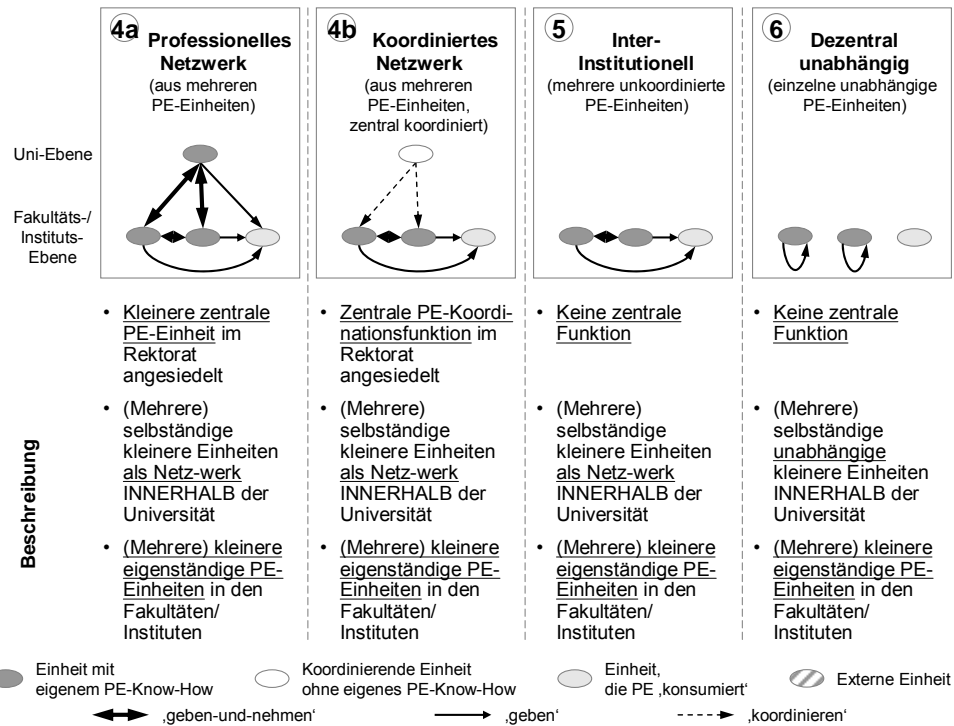 4a Professionelles
Netzwerk
(aus mehreren
PE-Einheiten)
4b Koordiniertes
Netzwerk
(aus mehreren
PE-Einheiten,
zentral koordiniert)
5 Inter-
Institutionell
(mehrere unkoordinierte
PE-Einheiten)
6 Dezentral
unabhängig
(einzelne unabhängige
PE-Einheiten)
Uni-Ebene
Fakultäts-/
Instituts-
Ebene
Beschreibung
• Kleinere zentrale
PE-Einheit im
Rektorat
angesiedelt
• (Mehrere)
selbständige
kleinere Einheiten
als Netz-werk
INNERHALB der
Universität
• (Mehrere) kleinere
eigenständige PE-
Einheiten in den
Fakultäten/
Instituten
• Zentrale PE-Koordi-
nationsfunktion im
Rektorat
angesiedelt
• (Mehrere)
selbständige
kleinere Einheiten
als Netz-werk
INNERHALB der
Universität
• (Mehrere) kleinere
eigenständige PE-
Einheiten in den
Fakultäten/
Instituten
• Keine zentrale
Funktion
• (Mehrere)
selbständige
kleinere Einheiten
als Netz-werk
INNERHALB der
Universität
• (Mehrere) kleinere
eigenständige PE-
Einheiten in den
Fakultäten/
Instituten
• Keine zentrale
Funktion
• (Mehrere)
selbständige
unabhängige
kleinere Einheiten
INNERHALB der
Universität
• (Mehrere) kleinere
eigenständige PE-
Einheiten in den
Fakultäten/
Instituten
Einheit mit
eigenem PE-Know-How
Koordinierende Einheit
ohne eigenes PE-Know-How
Einheit,
die PE ‚konsumiert‘
Externe Einheit
‚geben-und-nehmen‘
‚geben‘
‚koordinieren‘